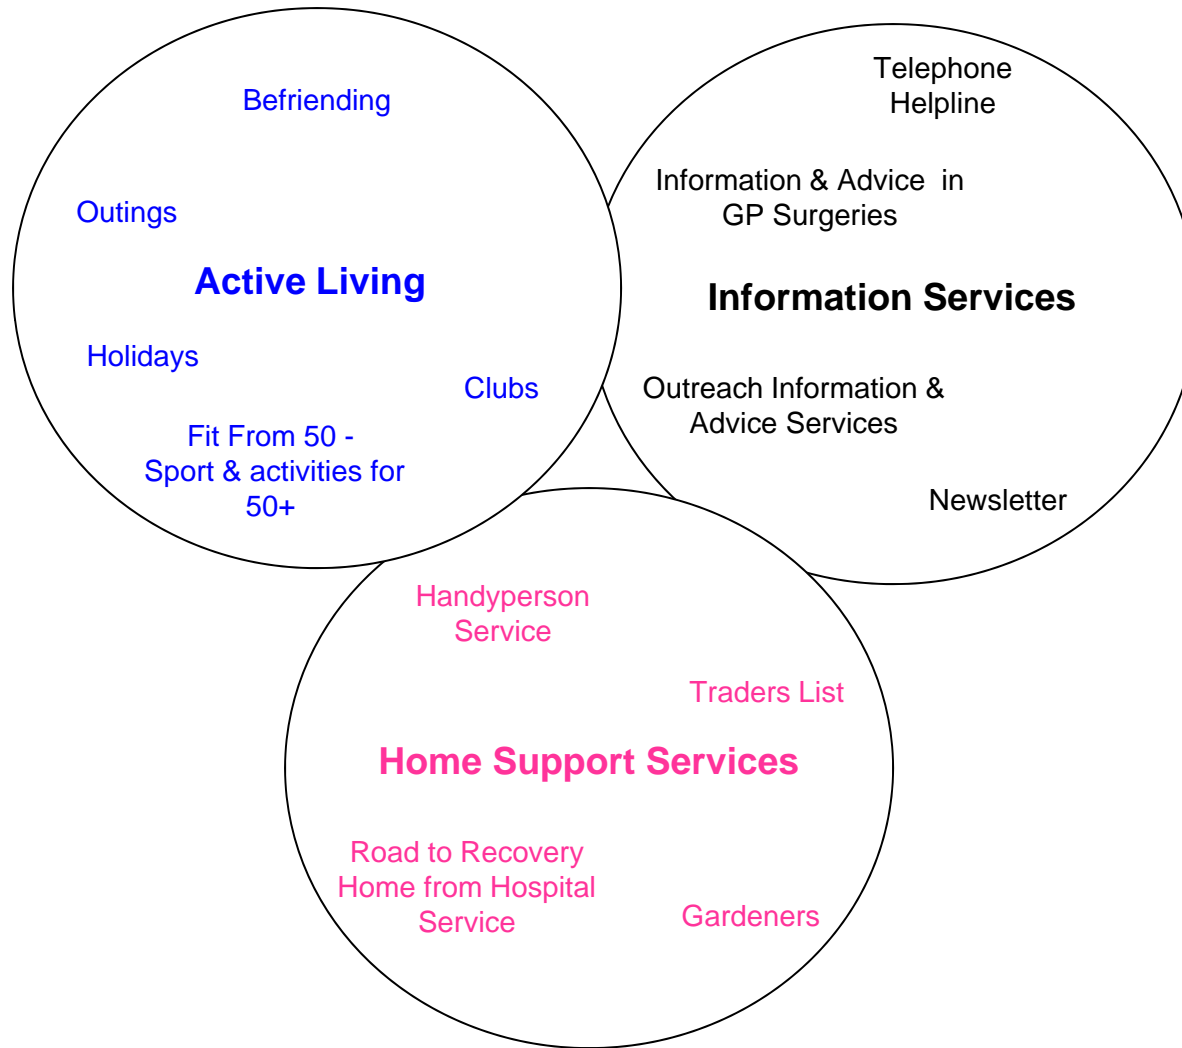 Befriending
Outings
Active Living
Holidays
Clubs
Fit From 50 -
Sport & activities for
50+
Telephone
Helpline
Information & Advice  in
GP Surgeries
Information Services
Outreach Information &
Advice Services
Newsletter
Handyperson
Service
Traders List
Home Support Services
Road to Recovery
Home from Hospital
Service
Gardeners